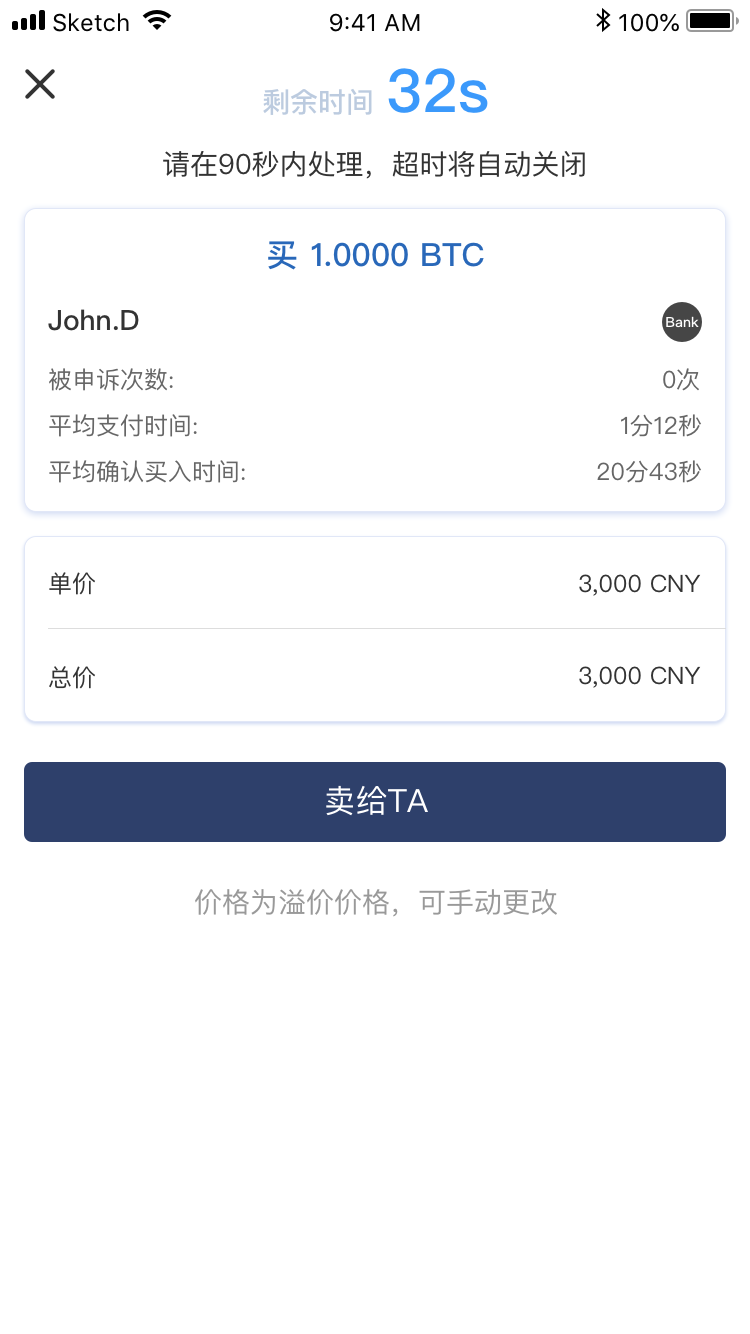 Sketch 9:41 AM 100%
剩余时间 32s
请在90秒内处理，超时将自动关闭
买 1.0000 BTC
John.D Bank
被申诉次数: 0次
平均支付时间: 1分12秒
平均确认买入时间: 20分43秒
单价 3,000 CNY
总价 3,000 CNY
卖给TA
价格为溢价价格，可手动更改